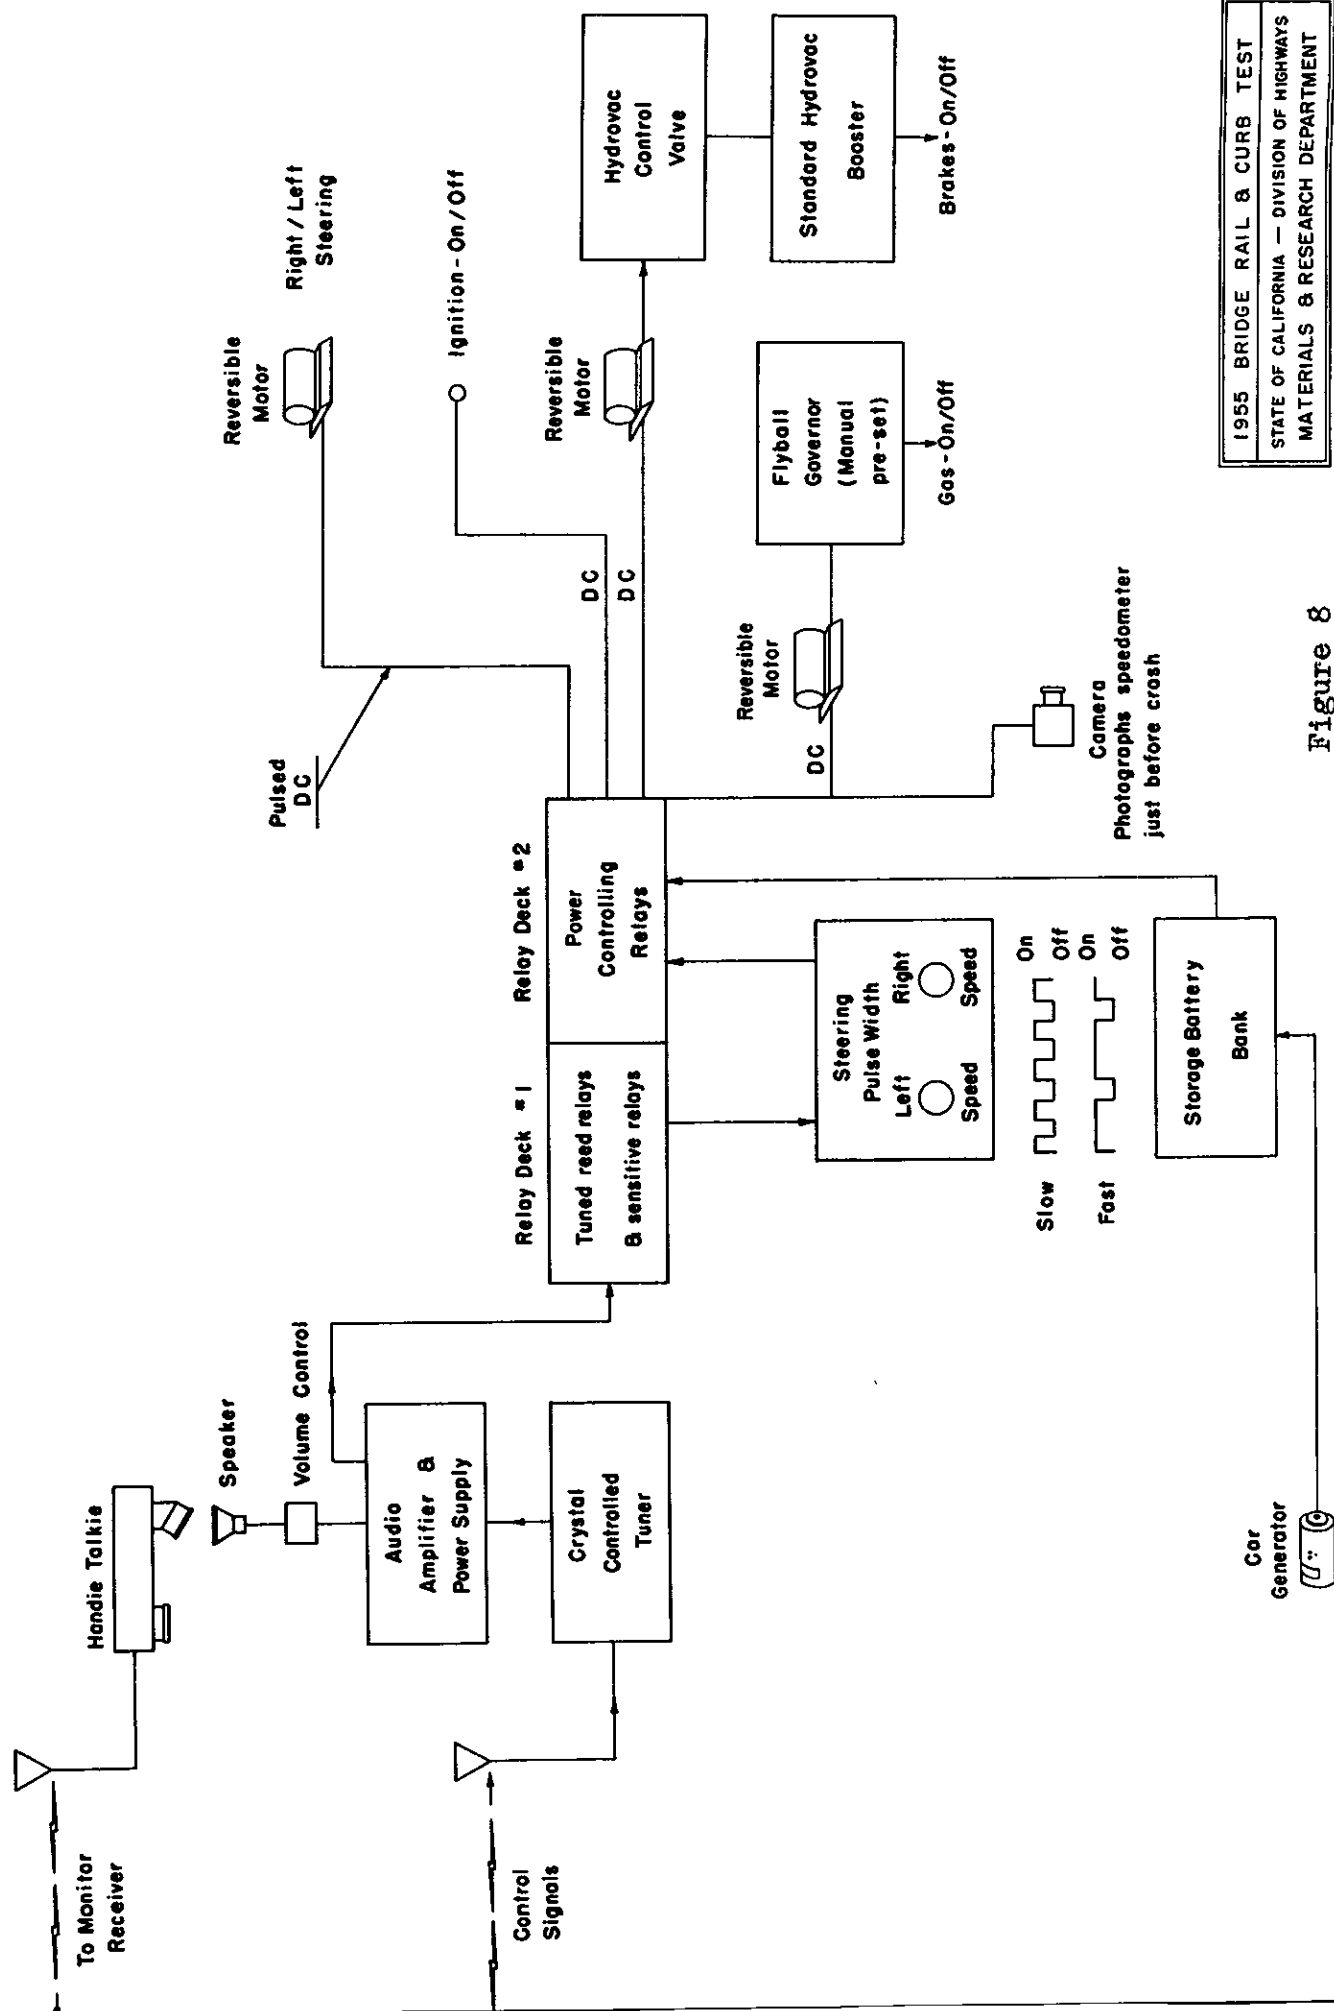 To Monitor
Receiver
Handie Talkie
Speaker
Volume Control
Control
Signals
Audio
Amplifier &
Power Supply
Crystal
Controlled
Tuner
Car
Generator
Relay Deck #1
Tuned reed relays
& sensitive relays
Relay Deck #2
Power
Controlling
Relays
Steering
Pulse Width
Left Right
Speed Speed
Slow
On
Off
Fast
On
Off
Storage Battery
Bank
Pulsed
DC
Reversible
Motor
Right/Left
Steering
Ignition-On/Off
DC
DC
Reversible
Motor
Hydrovac
Control
Valve
Standard Hydrovac
Booster
Brakes-On/Off
Reversible
Motor
DC
Flyball
Governor
(Manual
pre-set)
Gas-On/Off
Camera
Photographs speedometer
just before crash
Figure 8
1955 BRIDGE RAIL & CURB TEST
STATE OF CALIFORNIA — DIVISION OF HIGHWAYS
MATERIALS & RESEARCH DEPARTMENT